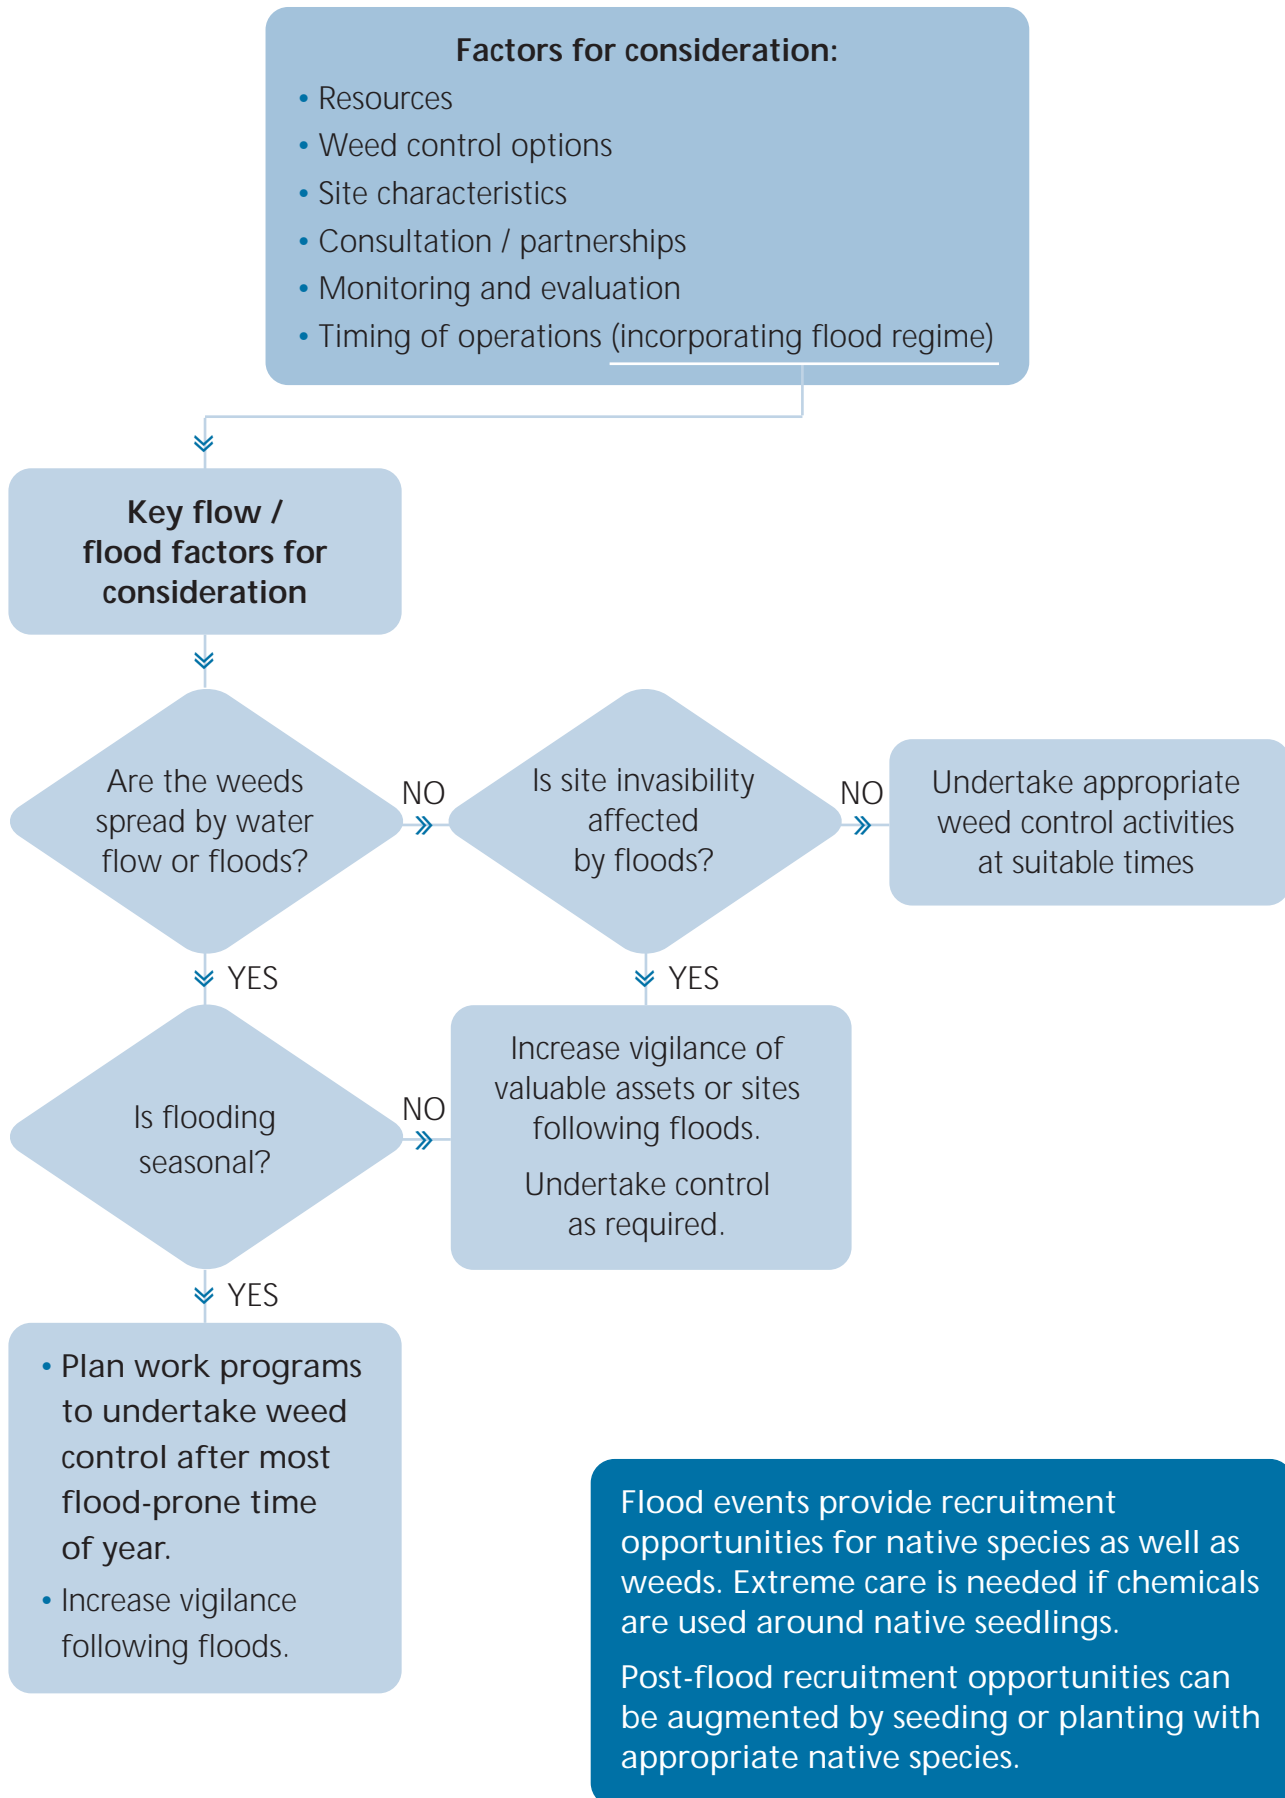 Factors for consideration:
• Resources
• Weed control options
• Site characteristics
• Consultation / partnerships
• Monitoring and evaluation
• Timing of operations (incorporating flood regime)
Key flow /
flood factors for
consideration
Are the weeds
spread by water
flow or floods?
NO
Is site invasibility
affected
by floods?
NO
Undertake appropriate
weed control activities
at suitable times
YES
YES
Is flooding
seasonal?
NO
Increase vigilance of
valuable assets or sites
following floods.
Undertake control
as required.
YES
• Plan work programs
to undertake weed
control after most
flood-prone time
of year.
• Increase vigilance
following floods.
Flood events provide recruitment
opportunities for native species as well as
weeds. Extreme care is needed if chemicals
are used around native seedlings.
Post-flood recruitment opportunities can
be augmented by seeding or planting with
appropriate native species.